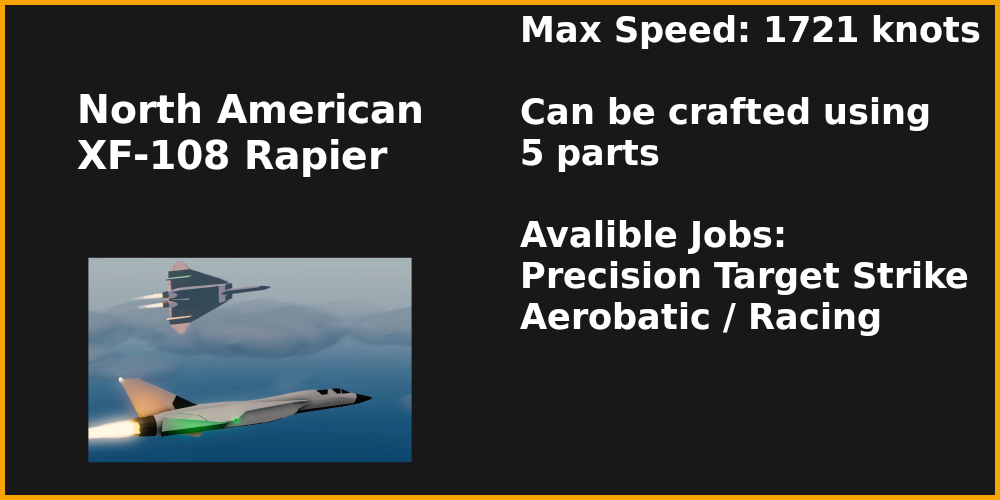 North American
XF-108 Rapier
Max Speed: 1721 knots
Can be crafted using
5 parts
Avalible Jobs:
Precision Target Strike
Aerobatic / Racing